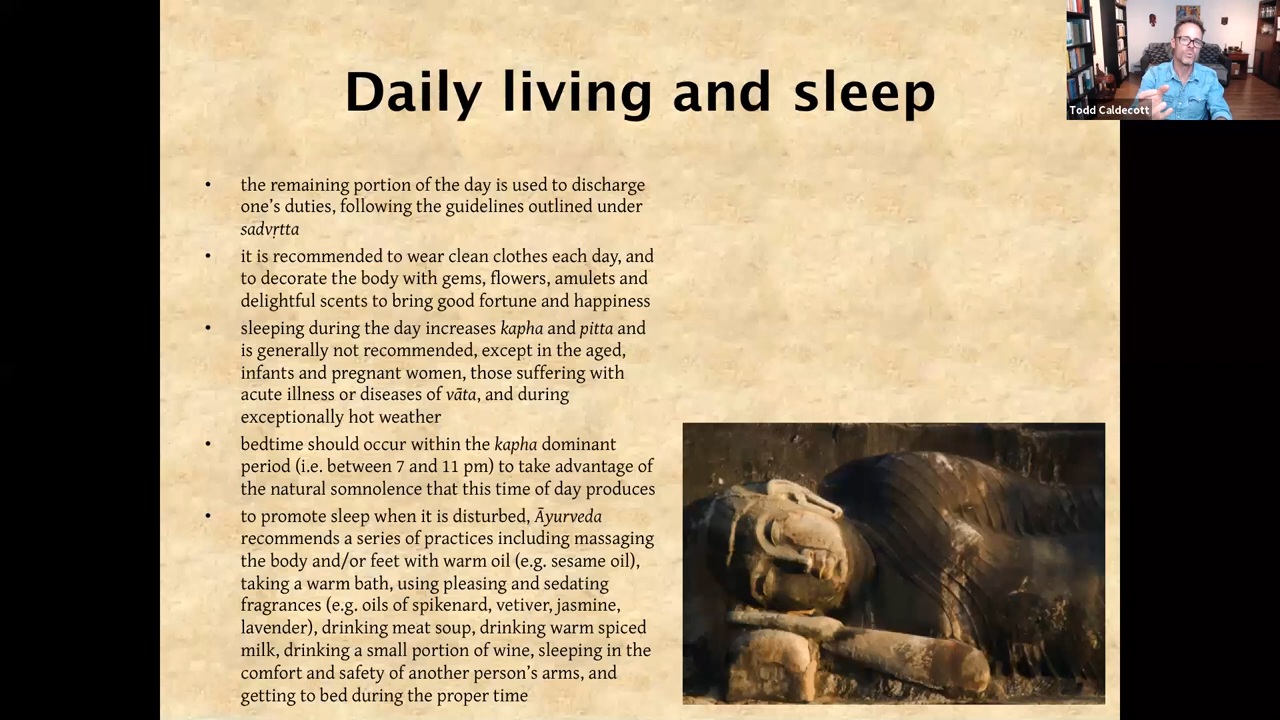 Daily living and sleep
Todd Caldecott
• the remaining portion of the day is used to discharge
one’s duties, following the guidelines outlined under
sadvṛtta
• it is recommended to wear clean clothes each day, and
to decorate the body with gems, flowers, amulets and
delightful scents to bring good fortune and happiness
• sleeping during the day increases kapha and pitta and
is generally not recommended, except in the aged,
infants and pregnant women, those suffering with
acute illness or diseases of vāta, and during
exceptionally hot weather
• bedtime should occur within the kapha dominant
period (i.e. between 7 and 11 pm) to take advantage of
the natural somnolence that this time of day produces
• to promote sleep when it is disturbed, Āyurveda
recommends a series of practices including massaging
the body and/or feet with warm oil (e.g. sesame oil),
taking a warm bath, using pleasing and sedating
fragrances (e.g. oils of spikenard, vetiver, jasmine,
lavender), drinking meat soup, drinking warm spiced
milk, drinking a small portion of wine, sleeping in the
comfort and safety of another person’s arms, and
getting to bed during the proper time